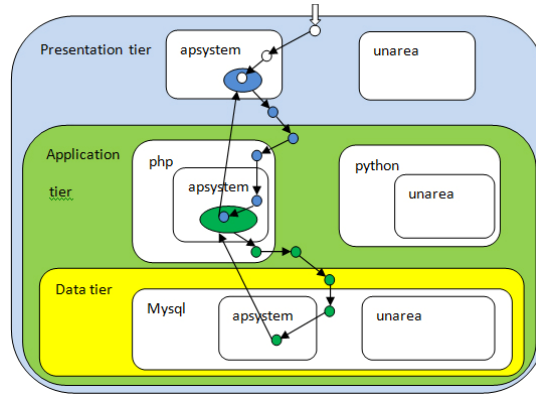 Presentation tier
apsystem
unarea
Application
tier
php
apsystem
python
unarea
Data tier
Mysql
apsystem
unarea